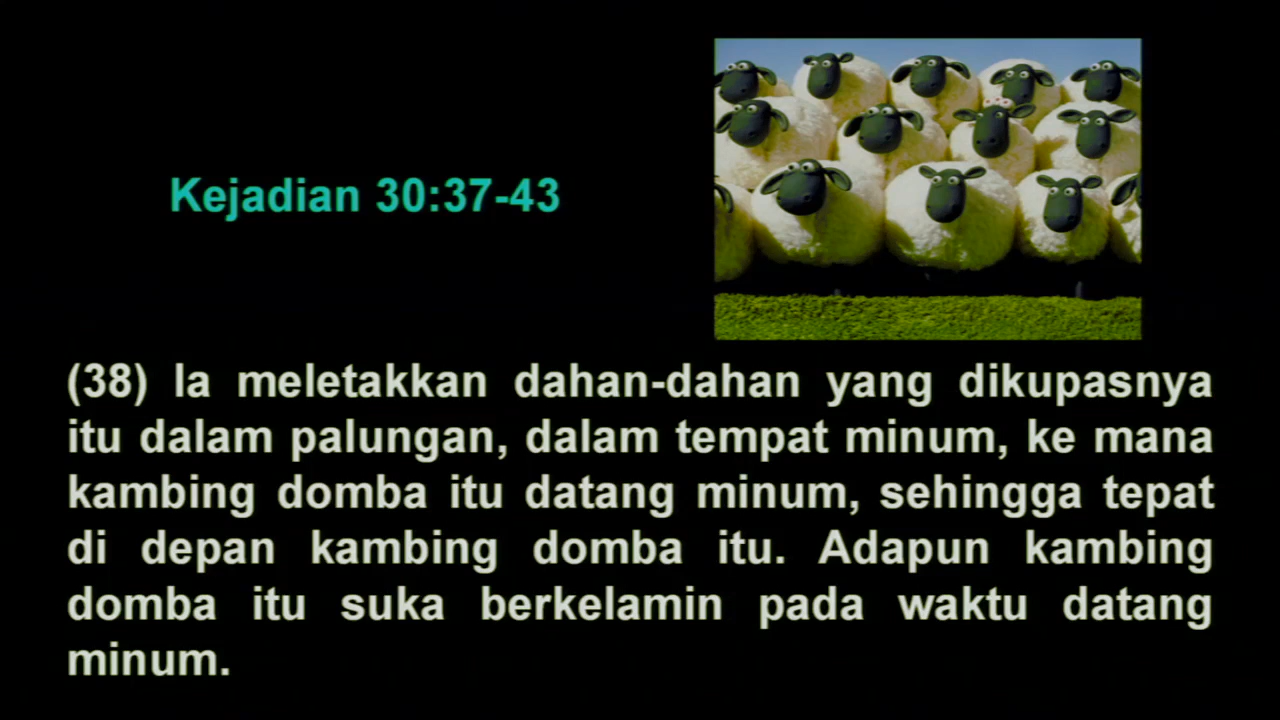 Kejadian 30:37-43
(38) Ia meletakkan dahan-dahan yang dikupasnya
itu dalam palungan, dalam tempat minum, ke mana
kambing domba itu datang minum, sehingga tepat
di depan kambing domba itu. Adapun kambing
domba itu suka berkelamin pada waktu datang
minum.